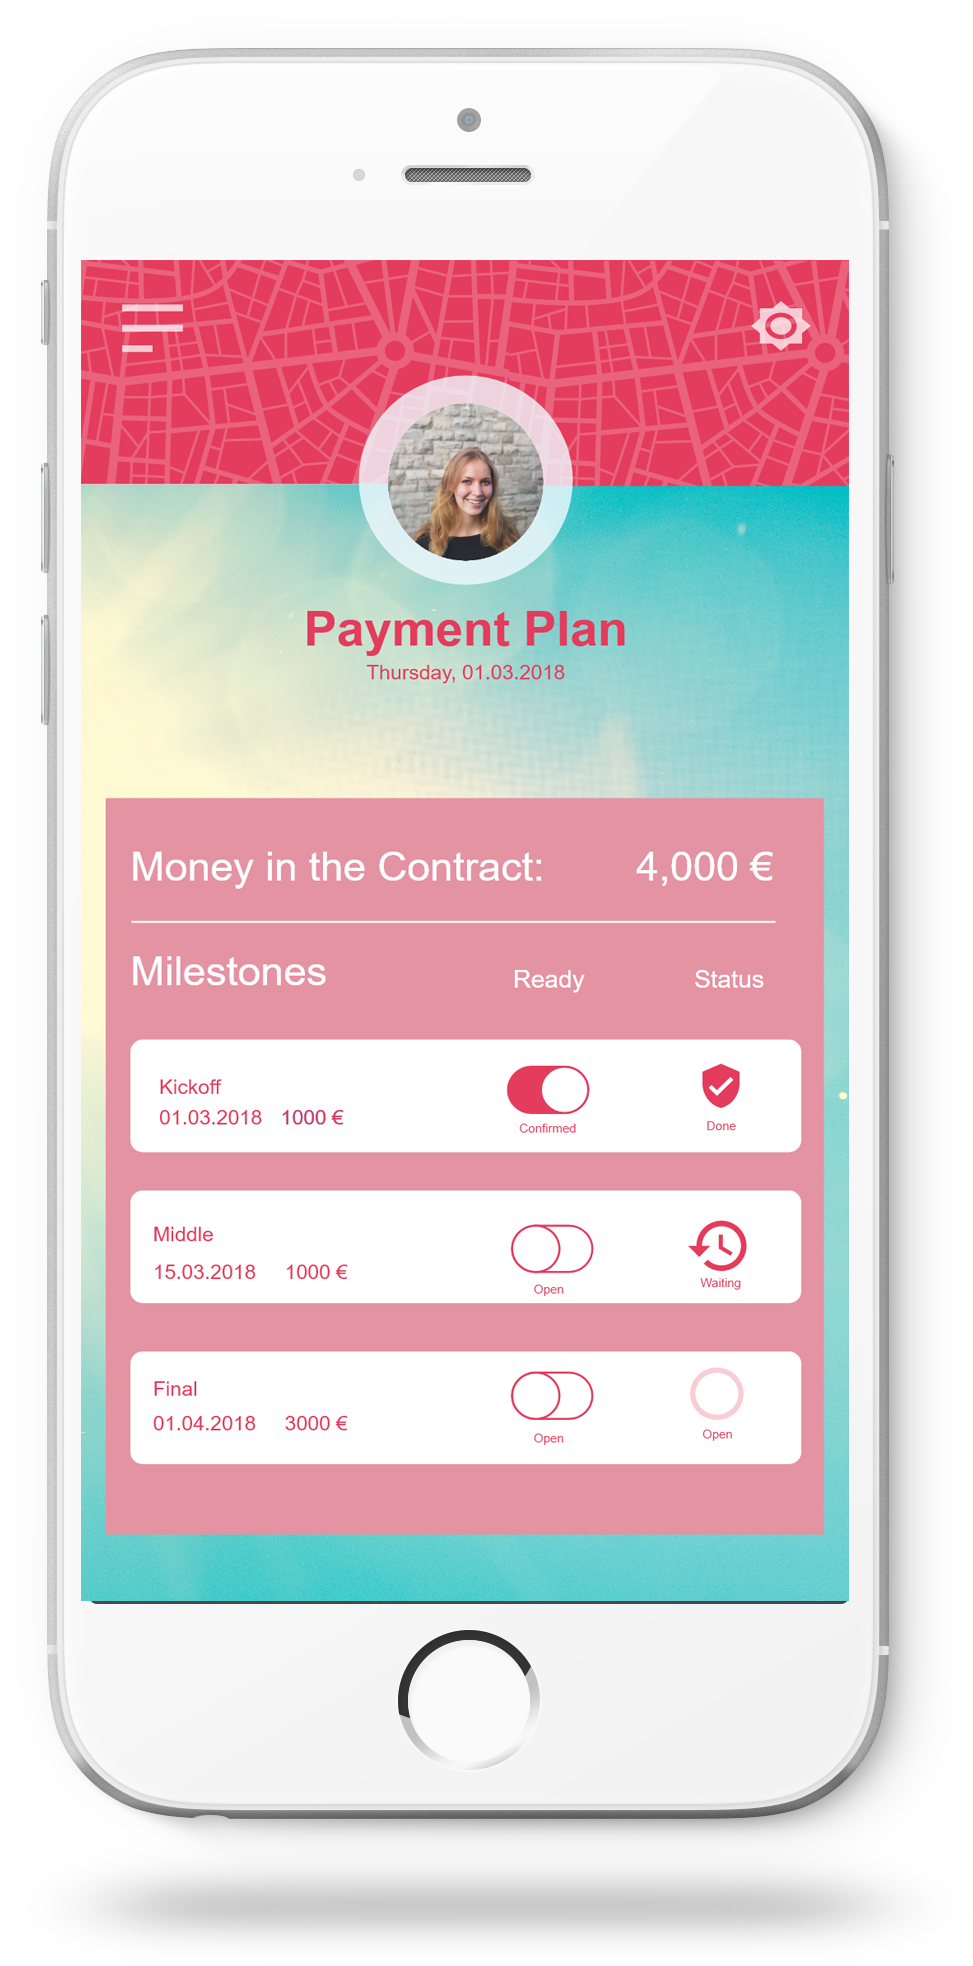 Payment Plan
Thursday, 01.03.2018
Money in the Contract: 4,000 €
Milestones Ready Status
Kickoff
01.03.2018 1000 €
Confirmed Done
Middle
15.03.2018 1000 €
Open Waiting
Final
01.04.2018 3000 €
Open Open